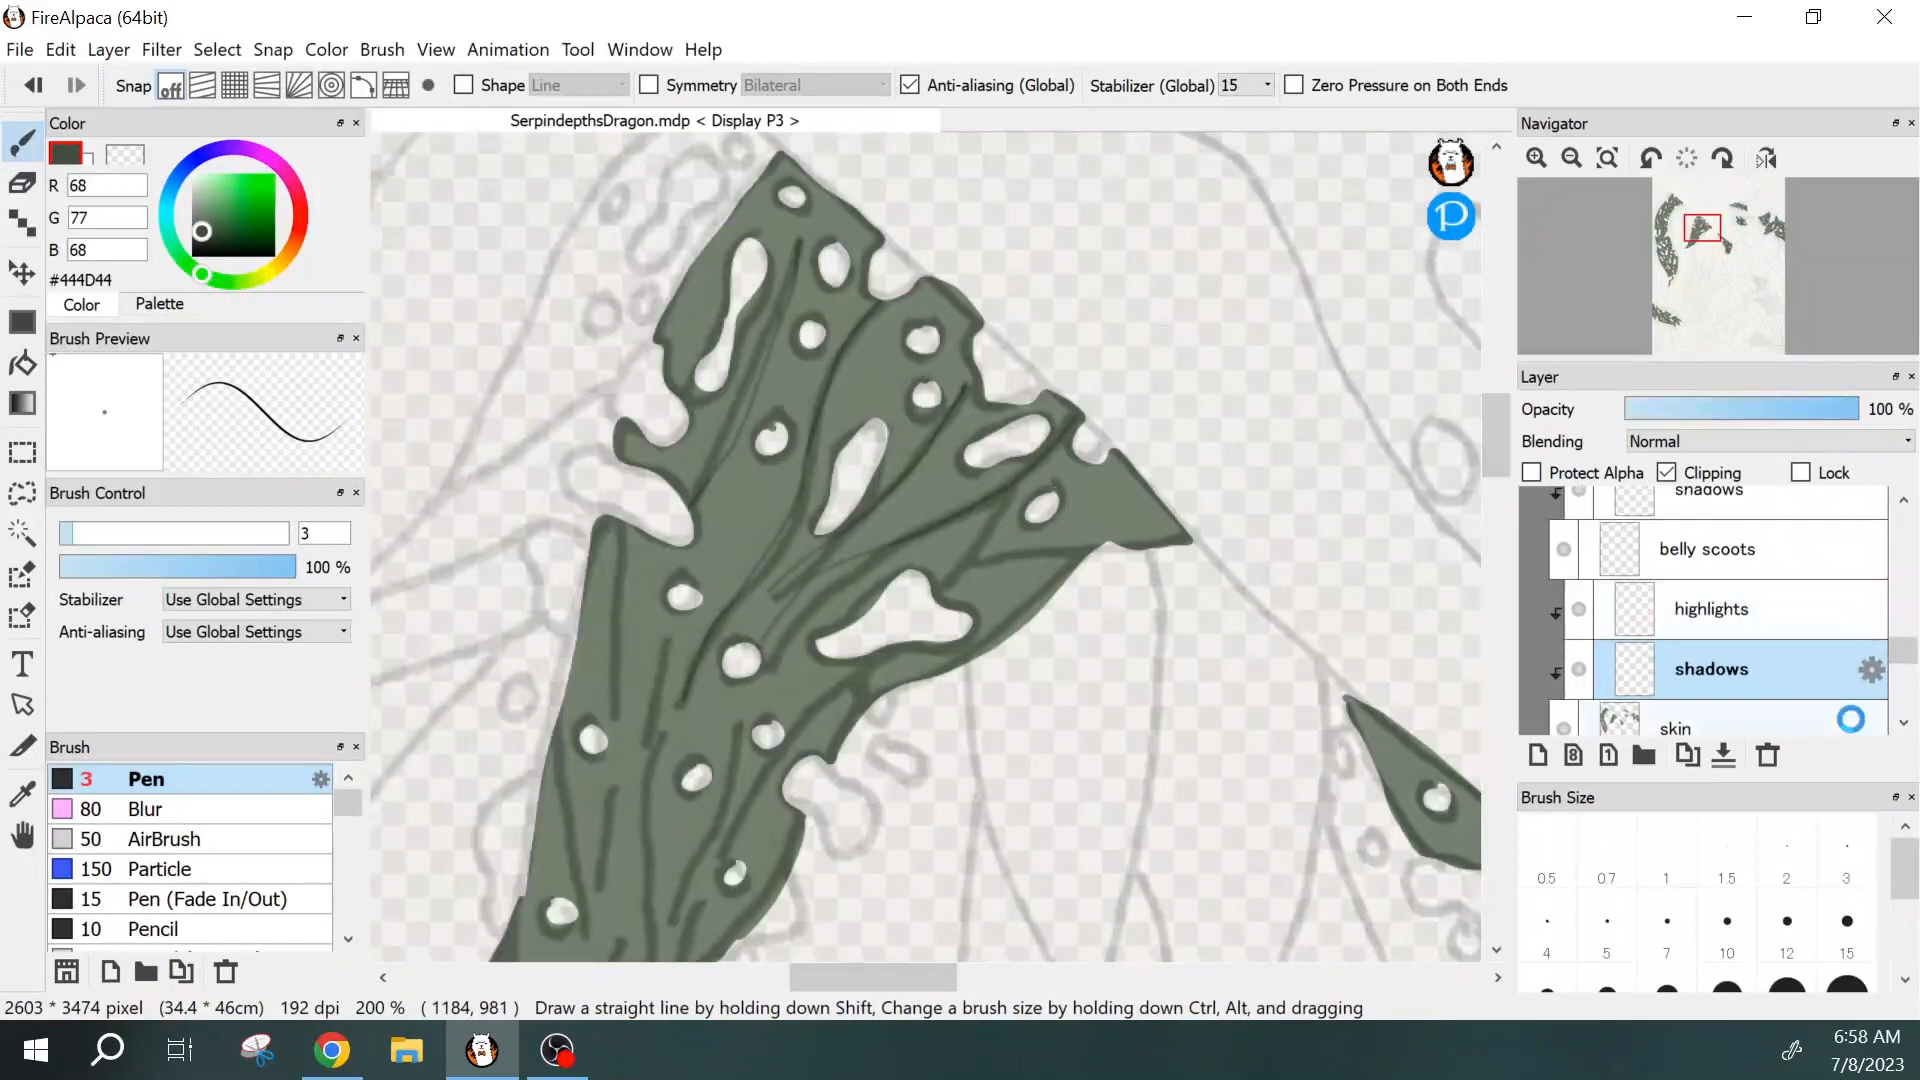 FireAlpaca (64bit)
File Edit Layer Filter Select Snap Color Brush View Animation Tool Window Help
Snap off Shape Line Symmetry Bilateral Anti-aliasing (Global) Stabilizer (Global) 15 Zero Pressure on Both Ends
Color
R 68
G 77
B 68
#444D44
Color Palette
Brush Preview
Brush Control
3
100 %
Stabilizer Use Global Settings
Anti-aliasing Use Global Settings
Brush
3 Pen
80 Blur
50 AirBrush
150 Particle
15 Pen (Fade In/Out)
10 Pencil
SerpindepthsDragon.mdp < Display P3 >
P
Navigator
Layer
Opacity 100 %
Blending Normal
Protect Alpha Clipping Lock
shadows
belly scoots
highlights
shadows
skin
8 1
Brush Size
0.5 0.7 1 1.5 2 3
4 5 7 10 12 15
2603 * 3474 pixel (34.4 * 46cm) 192 dpi 200 % ( 1184, 981 ) Draw a straight line by holding down Shift, Change a brush size by holding down Ctrl, Alt, and dragging
6:58 AM
7/8/2023